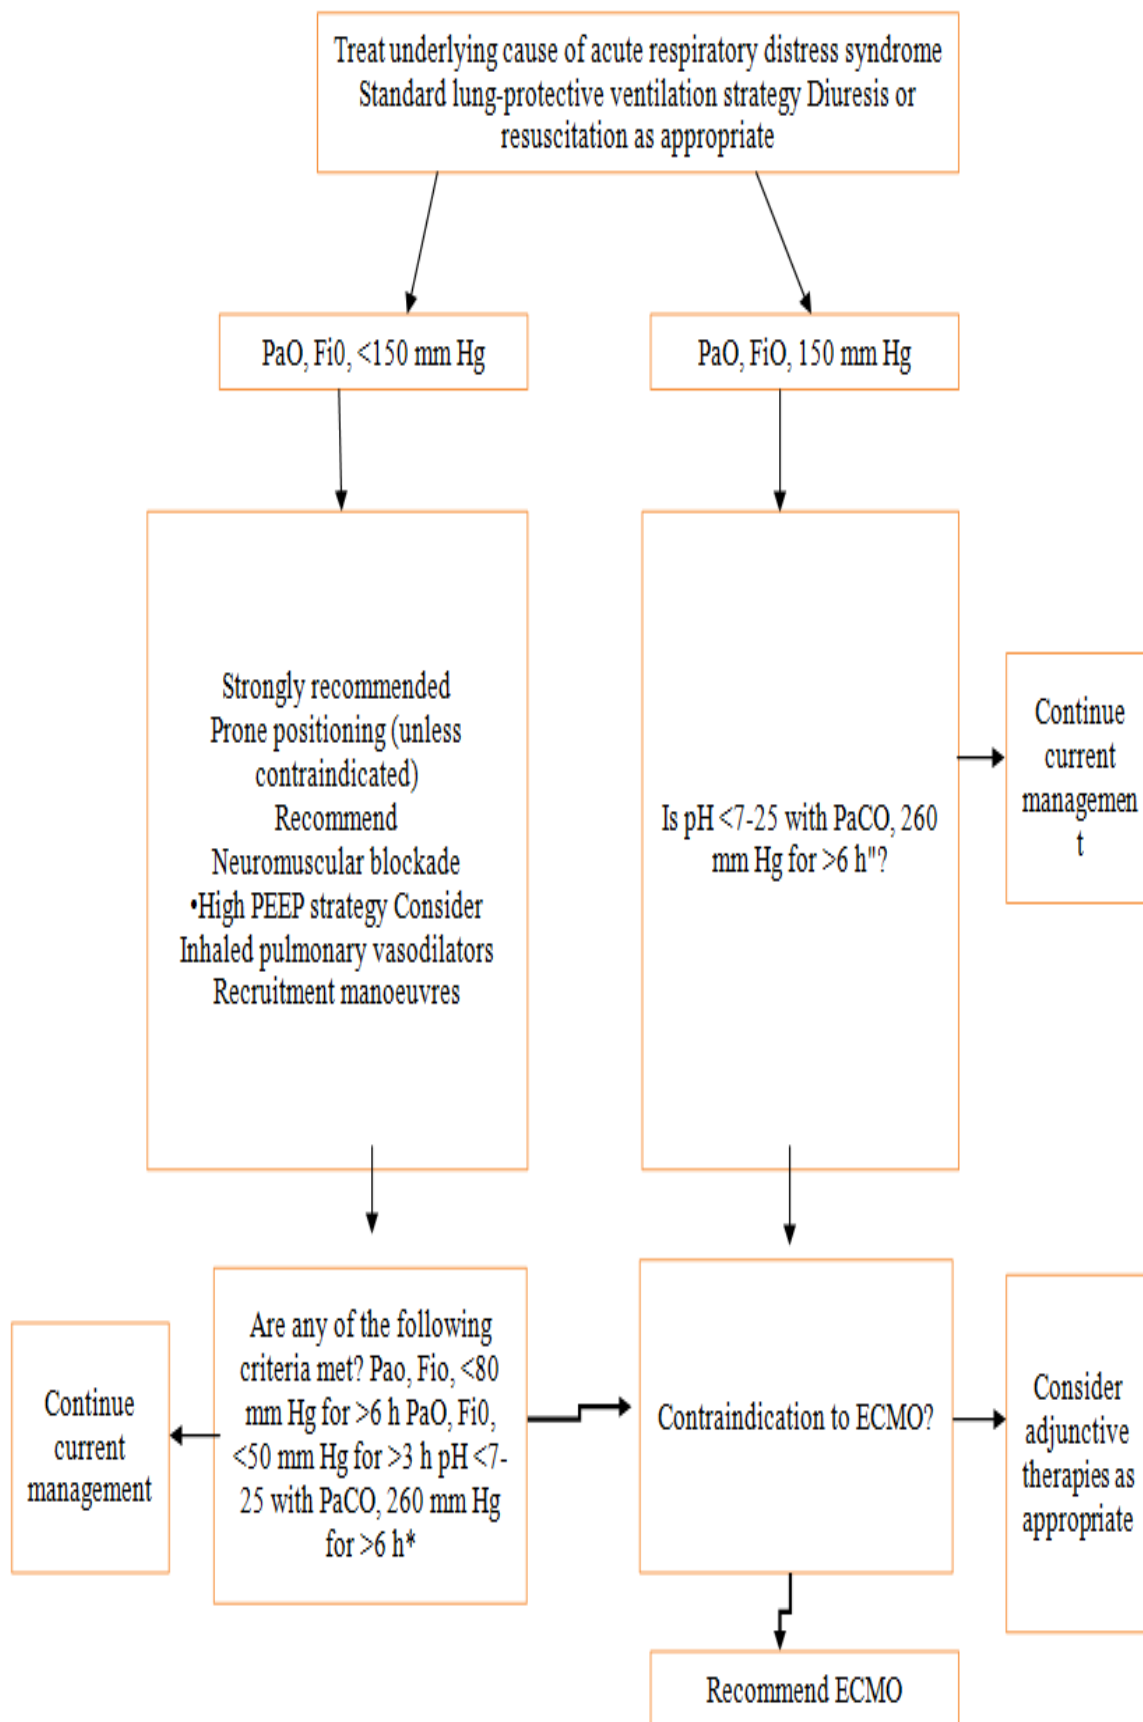 Treat underlying cause of acute respiratory distress syndrome
Standard lung-protective ventilation strategy Diuresis or
resuscitation as appropriate
PaO, Fi0, <150 mm Hg
PaO, FiO, 150 mm Hg
Strongly recommended
Prone positioning (unless
contraindicated)
Recommend
Neuromuscular blockade
•High PEEP strategy Consider
Inhaled pulmonary vasodilators
Recruitment manoeuvres
Is pH <7-25 with PaCO, 260
mm Hg for >6 h"?
Continue
current
managemen
t
Continue
current
management
Are any of the following
criteria met? Pao, Fio, <80
mm Hg for >6 h PaO, Fi0,
<50 mm Hg for >3 h pH <7-
25 with PaCO, 260 mm Hg
for >6 h*
Contraindication to ECMO?
Consider
adjunctive
therapies as
appropriate
Recommend ECMO